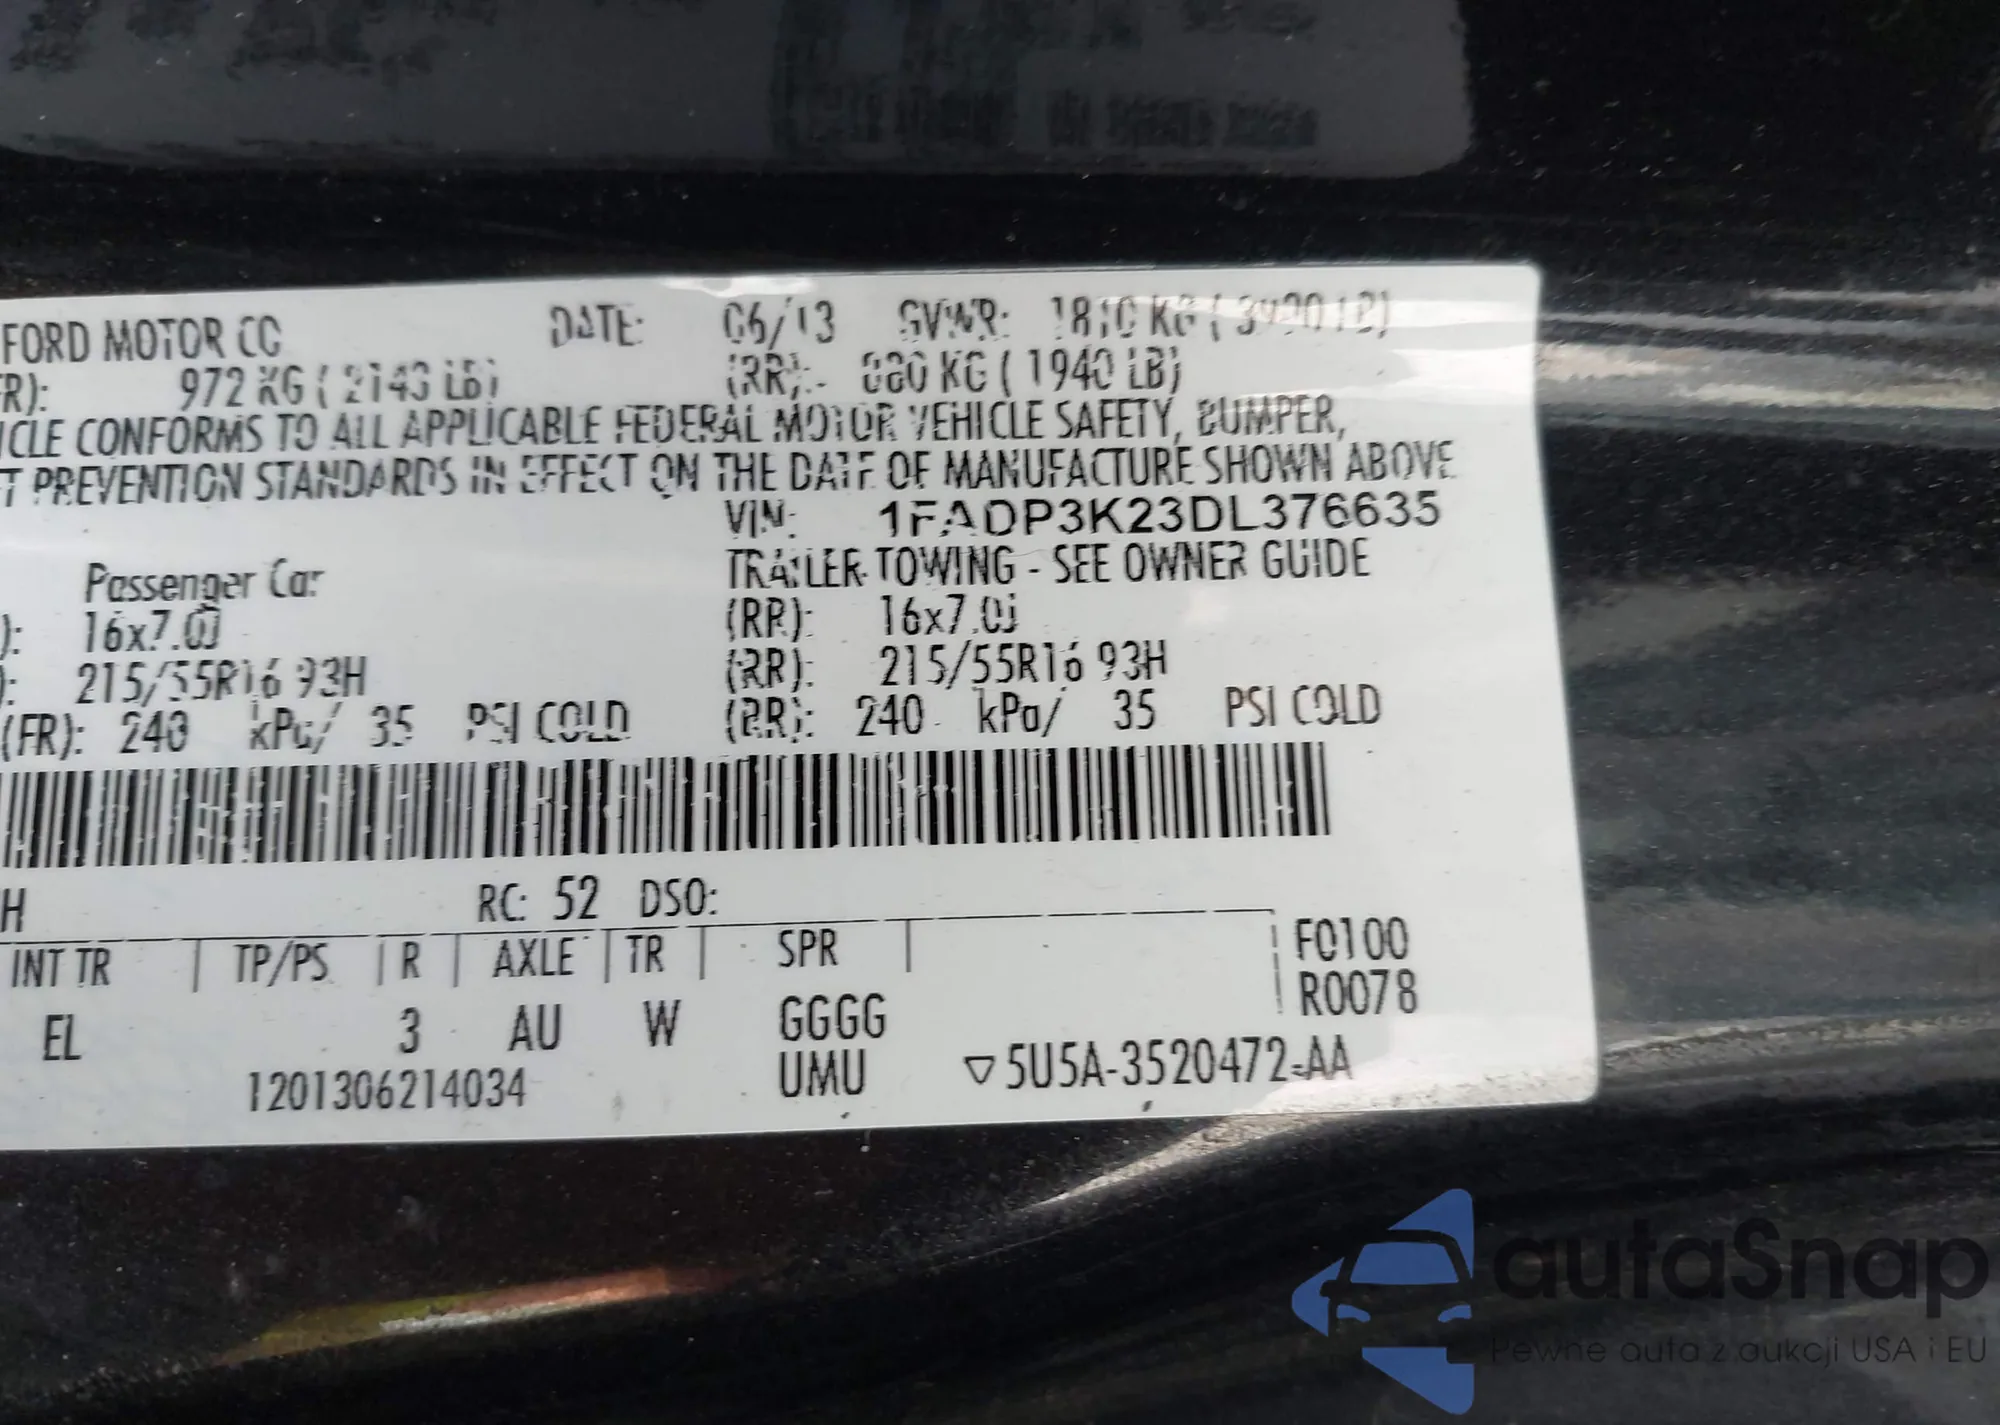 FORD MOTOR CO DATE: 06/13 GVWR: 1810 KG ( 3990 LB)
R): 972 KG ( 2143 LB) (RR): 880 KG ( 1940 LB)
ICLE CONFORMS TO ALL APPLICABLE FEDERAL MOTOR VEHICLE SAFETY, BUMPER,
T PREVENTION STANDARDS IN EFFECT ON THE DATE OF MANUFACTURE SHOWN ABOVE
VIN: 1FADP3K23DL376635
Passenger Car TRAILER TOWING - SEE OWNER GUIDE
): 16x7.0J (RR): 16x7.0J
): 215/55R16 93H (RR): 215/55R16 93H
(FR): 240 kPa/ 35 PSI COLD (RR): 240 kPa/ 35 PSI COLD
H RC: 52 DSO:
INT TR | TP/PS | R | AXLE | TR | SPR | F0100
R0078
EL 3 AU W GGGG
1201306214034 UMU ▽5U5A-3520472-AA
autaSnap
Pewne auta z aukcji USA i EU